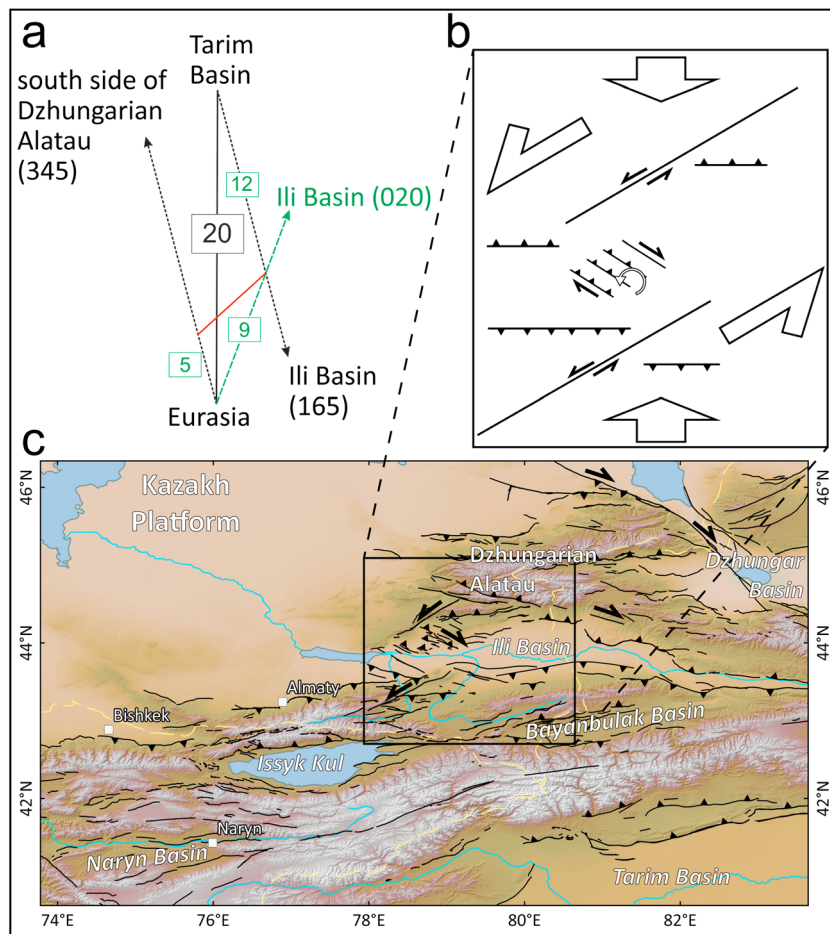 a
Tarim
Basin
south side of
Dzhungarian
Alatau
(345)
12
Ili Basin (020)
20
9
5
Ili Basin
(165)
Eurasia
b
c
46°N
44°N
42°N
46°N
44°N
42°N
Kazakh
Platform
Dzhungarian
Alatau
Dzhungar
Basin
Ili Basin
Almaty
Bishkek
Bayanbulak Basin
Issyk Kul
Naryn
Naryn Basin
Tarim Basin
74°E
76°E
78°E
80°E
82°E